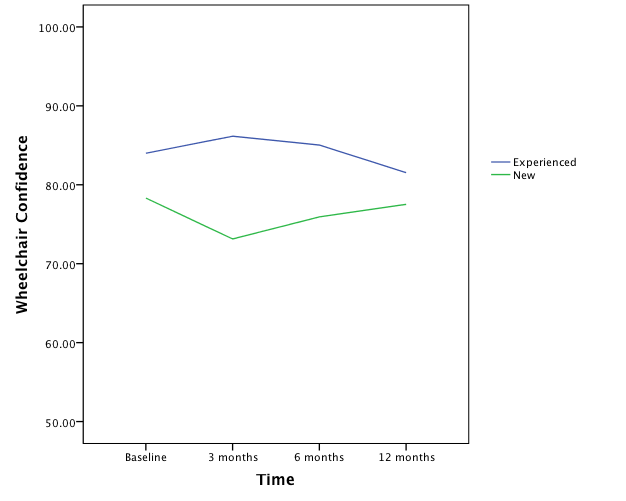 100.00
90.00
80.00
70.00
60.00
50.00
Wheelchair Confidence
Baseline
3 months
6 months
12 months
Time
Experienced
New